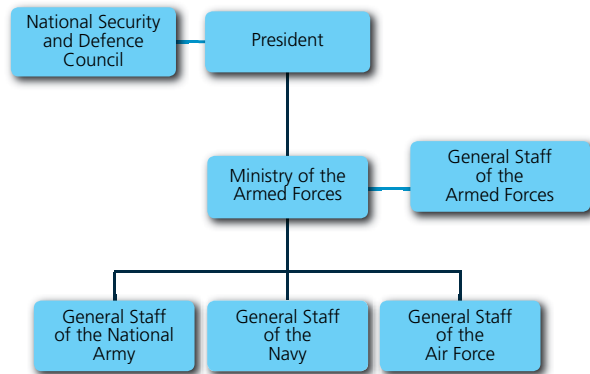 National Security
and Defence
Council
President
Ministry of the
Armed Forces
General Staff
of the
Armed Forces
General Staff
of the National
Army
General Staff
of the
Navy
General Staff
of the
Air Force